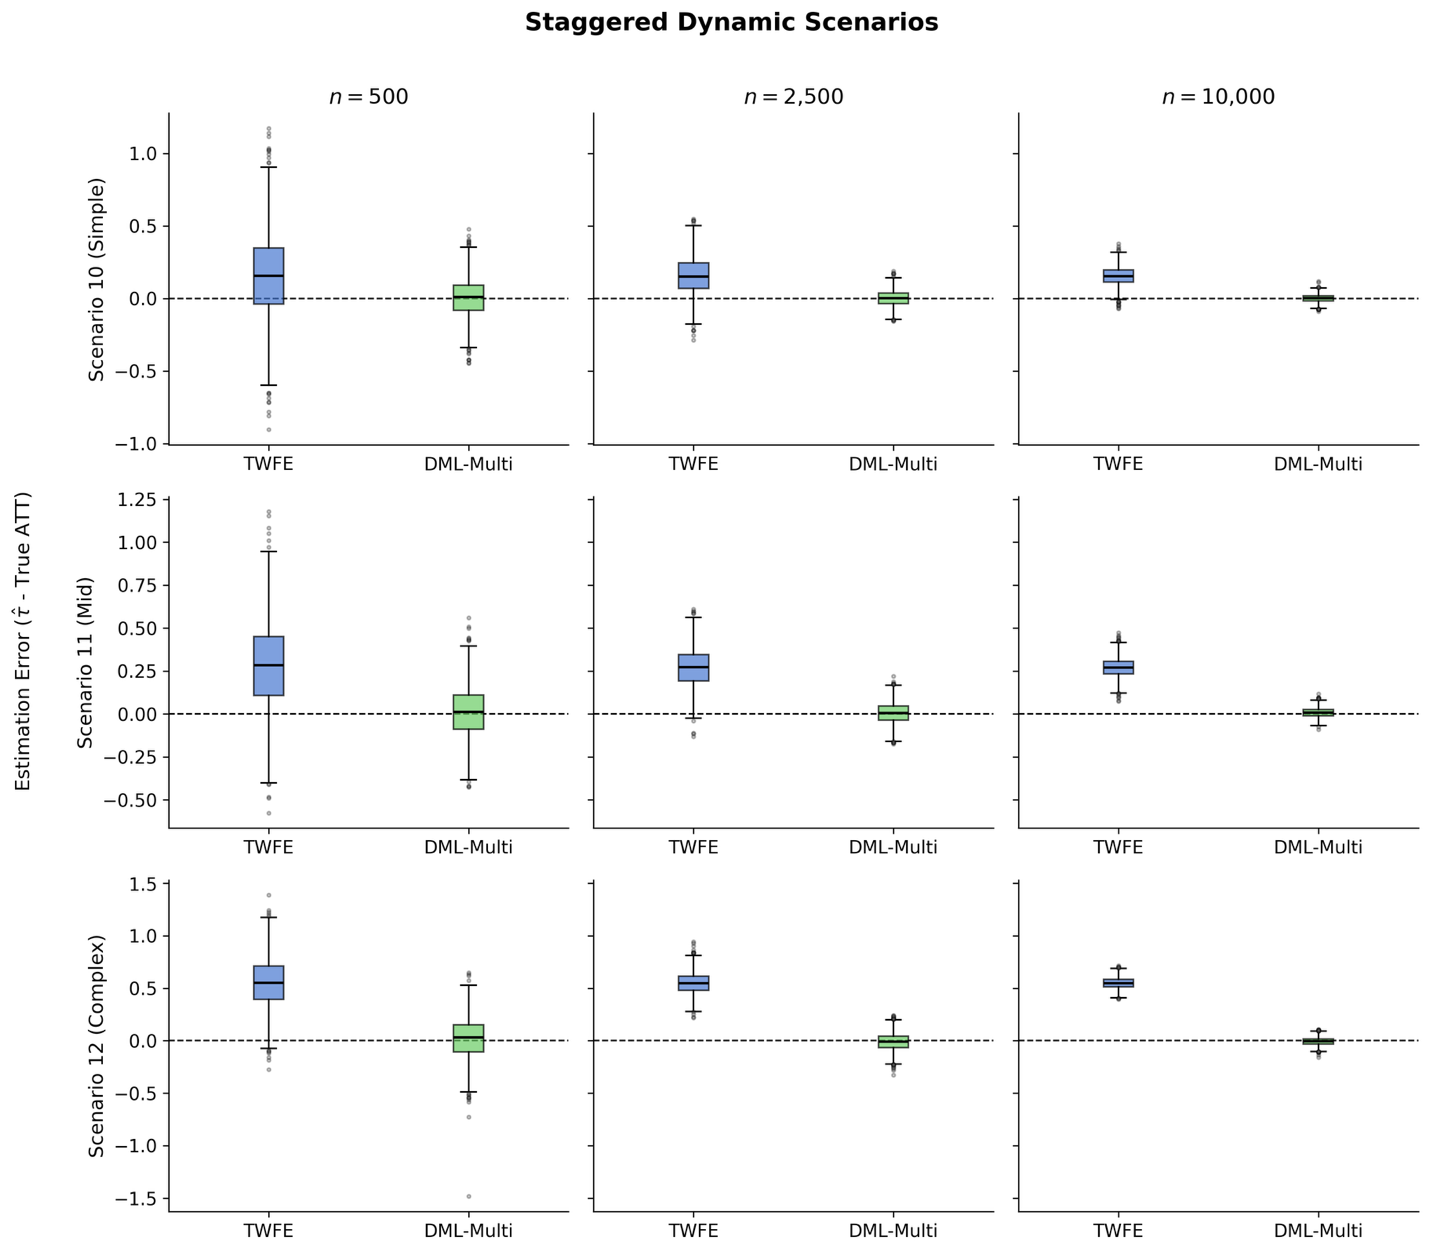 Staggered Dynamic Scenarios
n = 500
n = 2,500
n = 10,000
Estimation Error (τ̂ - True ATT)
Scenario 10 (Simple)
1.0
0.5
0.0
−0.5
−1.0
TWFE DML-Multi
TWFE DML-Multi
TWFE DML-Multi
Scenario 11 (Mid)
1.25
1.00
0.75
0.50
0.25
0.00
−0.25
−0.50
TWFE DML-Multi
TWFE DML-Multi
TWFE DML-Multi
Scenario 12 (Complex)
1.5
1.0
0.5
0.0
−0.5
−1.0
−1.5
TWFE DML-Multi
TWFE DML-Multi
TWFE DML-Multi